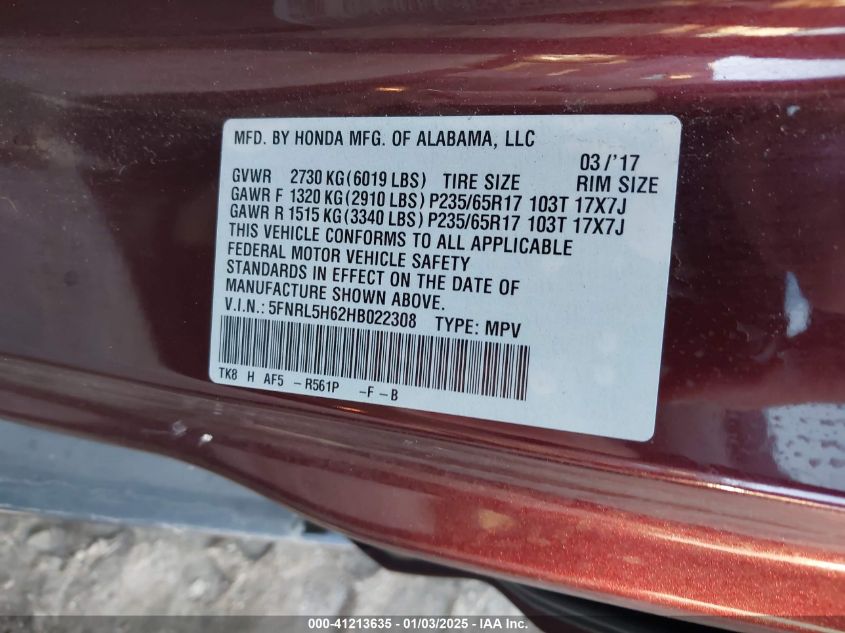 MFD. BY HONDA MFG. OF ALABAMA, LLC
03/'17
GVWR 2730 KG(6019 LBS) TIRE SIZE RIM SIZE
GAWR F 1320 KG(2910 LBS)P235/65R17 103T 17X7J
GAWR R 1515 KG(3340 LBS)P235/65R17 103T 17X7J
THIS VEHICLE CONFORMS TO ALL APPLICABLE
FEDERAL MOTOR VEHICLE SAFETY
STANDARDS IN EFFECT ON THE DATE OF
MANUFACTURE SHOWN ABOVE.
V.I.N.: 5FNRL5H62HB022308 TYPE: MPV
TK8 H AF5 -R561P -F-B
000-41213635 - 01/03/2025 - IAAI.com